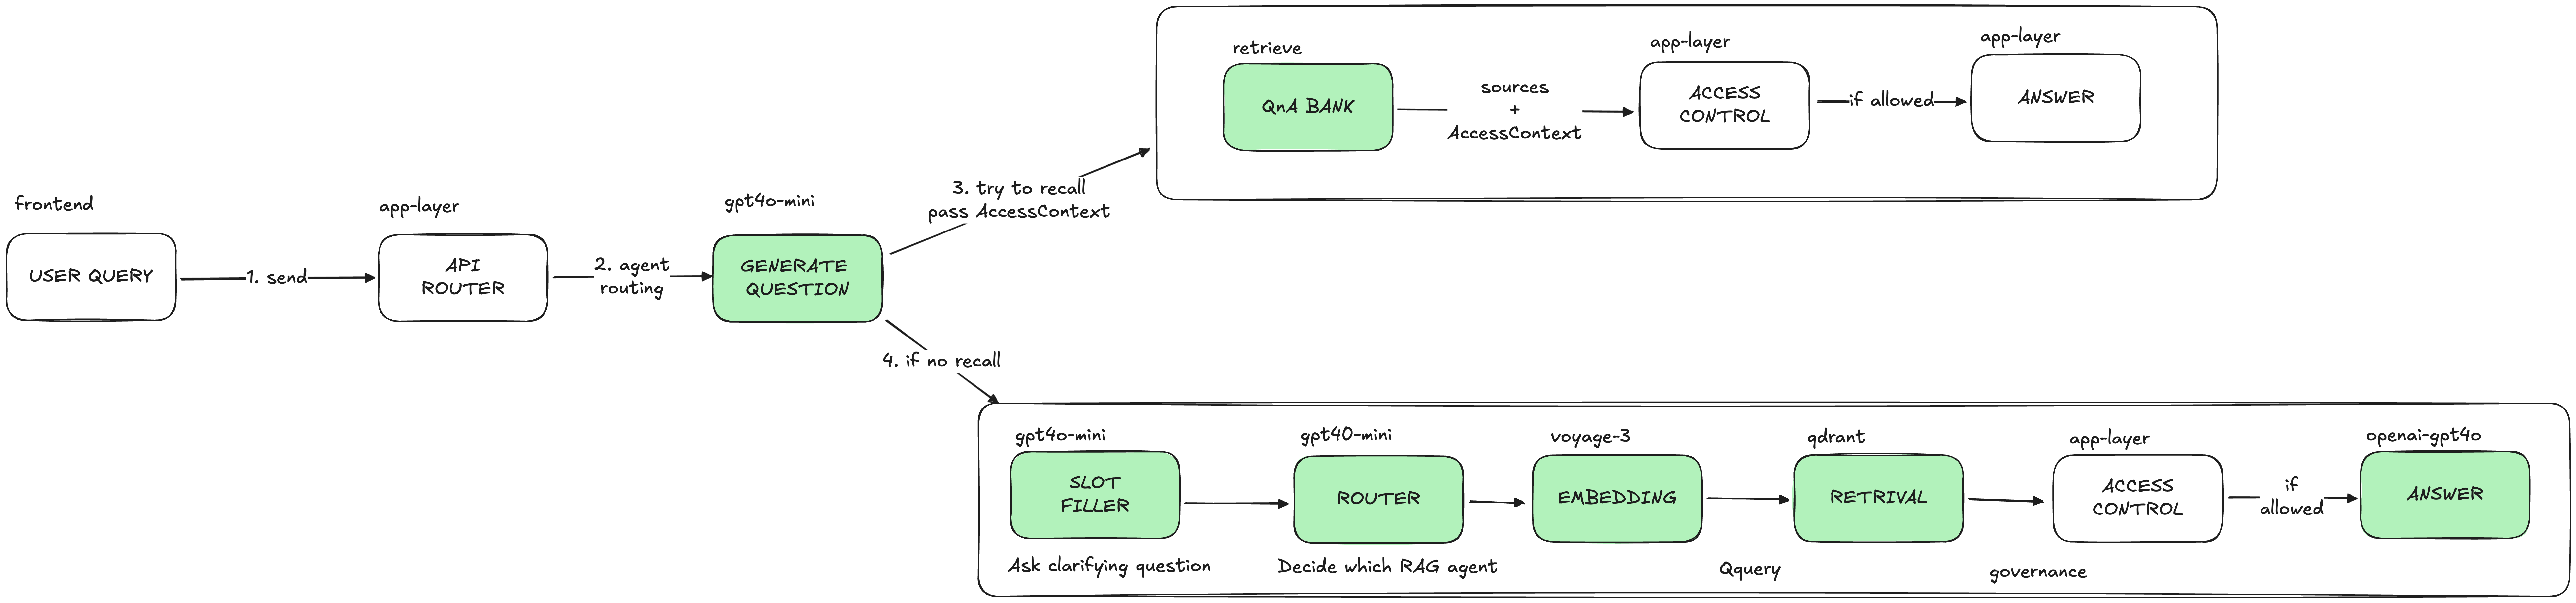 frontend
USER QUERY
1. send
app-layer
API
ROUTER
2. agent
routing
gpt4o-mini
GENERATE
QUESTION
3. try to recall
pass AccessContext
retrieve
QnA BANK
sources
+
AccessContext
app-layer
ACCESS
CONTROL
if allowed
app-layer
ANSWER
4. if no recall
gpt4o-mini
SLOT
FILLER
Ask clarifying question
gpt40-mini
ROUTER
Decide which RAG agent
voyage-3
EMBEDDING
Qquery
qdrant
RETRIVAL
governance
app-layer
ACCESS
CONTROL
if
allowed
openai-gpt4o
ANSWER